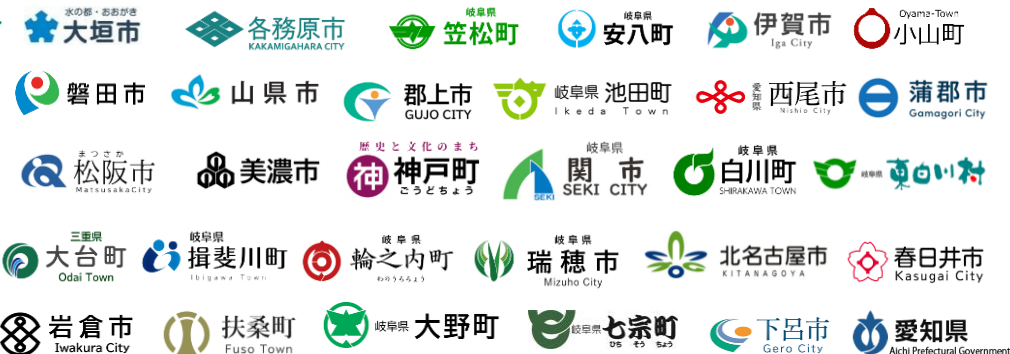 水の都・おおがき
大垣市
各務原市
KAKAMIGAHARA CITY
岐阜県
笠松町
岐阜県
安八町
伊賀市
Iga City
Oyama-Town
小山町
磐田市
山県市
郡上市
GUJO CITY
岐阜県 池田町
Ikeda Town
愛知県
西尾市
Nishio City
蒲郡市
Gamagori City
まつさか
松阪市
MatsusakaCity
美濃市
歴史と文化のまち
神
神戸町
ごうどちょう
SEKI
岐阜県
関市
SEKI CITY
岐阜県
白川町
SHIRAKAWA TOWN
岐阜県 東白川村
三重県
大台町
Odai Town
岐阜県
揖斐川町
Ibigawa Town
岐阜県
輪之内町
わのうちちょう
岐阜県
瑞穂市
Mizuho City
北名古屋市
KITANAGOYA
春日井市
Kasugai City
岩倉市
Iwakura City
扶桑町
Fuso Town
岐阜県 大野町
岐阜県 七宗町
ひち そう ちょう
下呂市
Gero City
愛知県
Aichi Prefectural Government